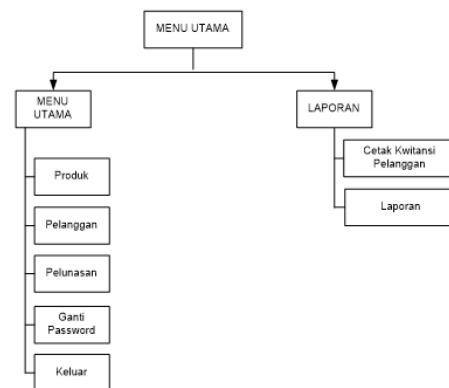 MENU UTAMA
MENU
UTAMA
Produk
Pelanggan
Pelunasan
Ganti
Password
Keluar
LAPORAN
Cetak Kwitansi
Pelanggan
Laporan